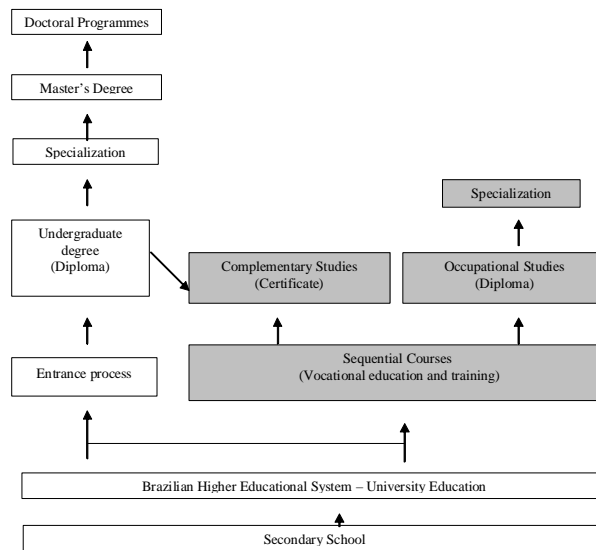 Doctoral Programmes
Master's Degree
Specialization
Specialization
Undergraduate
degree
(Diploma)
Complementary Studies
(Certificate)
Occupational Studies
(Diploma)
Entrance process
Sequential Courses
(Vocational education and training)
Brazilian Higher Educational System – University Education
Secondary School